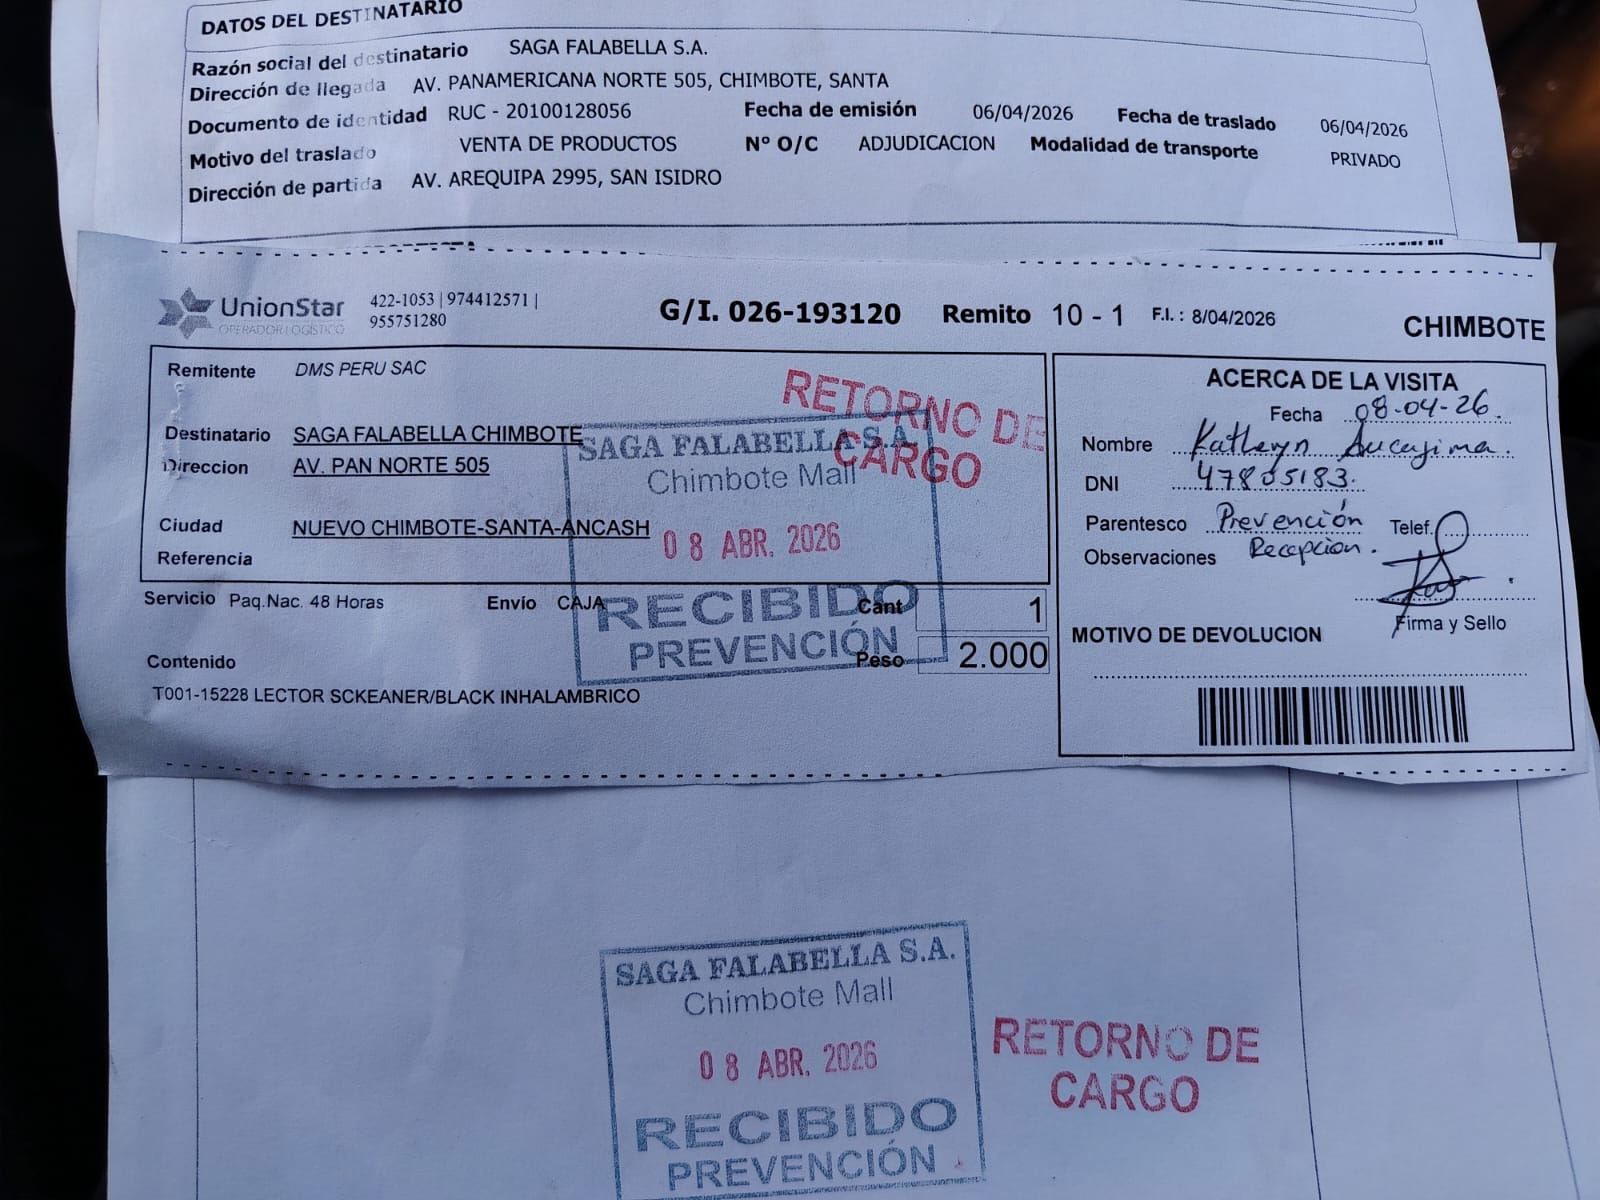 DATOS DEL DESTINATARIO
Razón social del destinatario SAGA FALABELLA S.A.
Dirección de llegada AV. PANAMERICANA NORTE 505, CHIMBOTE, SANTA
Documento de identidad RUC - 20100128056 Fecha de emisión 06/04/2026 Fecha de traslado 06/04/2026
Motivo del traslado VENTA DE PRODUCTOS Nº O/C ADJUDICACION Modalidad de transporte PRIVADO
Dirección de partida AV. AREQUIPA 2995, SAN ISIDRO
UnionStar
OPERADOR LOGÍSTICO
422-1053 | 974412571 |
955751280
G/I. 026-193120 Remito 10 - 1 F.I. : 8/04/2026 CHIMBOTE
Remitente DMS PERU SAC
Destinatario SAGA FALABELLA CHIMBOTE
Direccion AV. PAN NORTE 505
Ciudad NUEVO CHIMBOTE-SANTA-ANCASH
Referencia
Servicio Paq.Nac. 48 Horas Envío CAJA Cant 1
Peso 2.000
Contenido
T001-15228 LECTOR SCKEANER/BLACK INHALAMBRICO
RETORNO DE
CARGO
SAGA FALABELLA S.A.
Chimbote Mall
08 ABR. 2026
RECIBIDO
PREVENCIÓN
ACERCA DE LA VISITA
Fecha 08-04-26.
Nombre Katheryn
DNI 47805183.
Parentesco Prevención Telef.
Observaciones Recepcion.
Firma y Sello
MOTIVO DE DEVOLUCION
SAGA FALABELLA S.A.
Chimbote Mall
08 ABR. 2026
RECIBIDO
PREVENCIÓN
RETORNO DE
CARGO